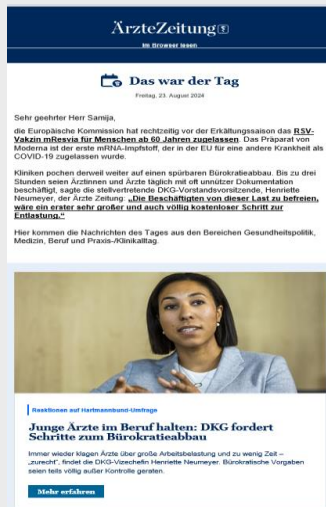 ÄrzteZeitung
Im Browser lesen
Das war der Tag
Freitag, 23. August 2024
Sehr geehrter Herr Samija,
die Europäische Kommission hat rechtzeitig vor der Erkältungssaison das RSV-
Vakzin mResvia für Menschen ab 60 Jahren zugelassen. Das Präparat von
Moderna ist der erste mRNA-Impfstoff, der in der EU für eine andere Krankheit als
COVID-19 zugelassen wurde.
Kliniken pochen derweil weiter auf einen spürbaren Bürokratieabbau. Bis zu drei
Stunden seien Ärztinnen und Ärzte täglich mit oft unnützer Dokumentation
beschäftigt, sagte die stellvertretende DKG-Vorstandsvorsitzende, Henriette
Neumeyer, der Ärzte Zeitung: „Die Beschäftigten von dieser Last zu befreien,
wäre ein erster sehr großer und auch völlig kostenloser Schritt zur
Entlastung.“
Hier kommen die Nachrichten des Tages aus den Bereichen Gesundheitspolitik,
Medizin, Beruf und Praxis-/Klinikalltag.
Reaktionen auf Hartmannbund-Umfrage
Junge Ärzte im Beruf halten: DKG fordert
Schritte zum Bürokratieabbau
Immer wieder klagen Ärzte über große Arbeitsbelastung und zu wenig Zeit –
„zurecht“, findet die DKG-Vizechefin Henriette Neumeyer. Bürokratische Vorgaben
seien teils völlig außer Kontrolle geraten.
Mehr erfahren